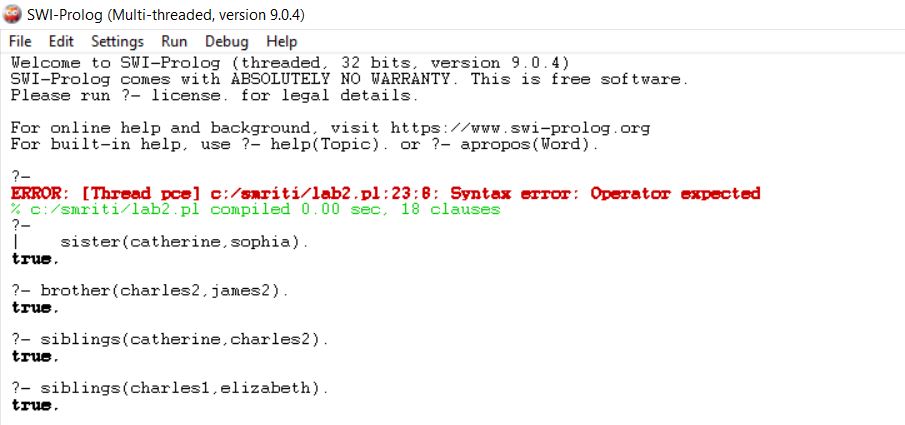 SWI-Prolog (Multi-threaded, version 9.0.4)
File Edit Settings Run Debug Help
Welcome to SWI-Prolog (threaded, 32 bits, version 9.0.4)
SWI-Prolog comes with ABSOLUTELY NO WARRANTY. This is free software.
Please run ?- license. for legal details.
For online help and background, visit https://www.swi-prolog.org
For built-in help, use ?- help(Topic). or ?- apropos(Word).
?-
ERROR: [Thread pce] c:/smriti/lab2.pl:23:8: Syntax error: Operator expected
% c:/smriti/lab2.pl compiled 0.00 sec, 18 clauses
?-
|    sister(catherine,sophia).
true.
?- brother(charles2,james2).
true.
?- siblings(catherine,charles2).
true.
?- siblings(charles1,elizabeth).
true.